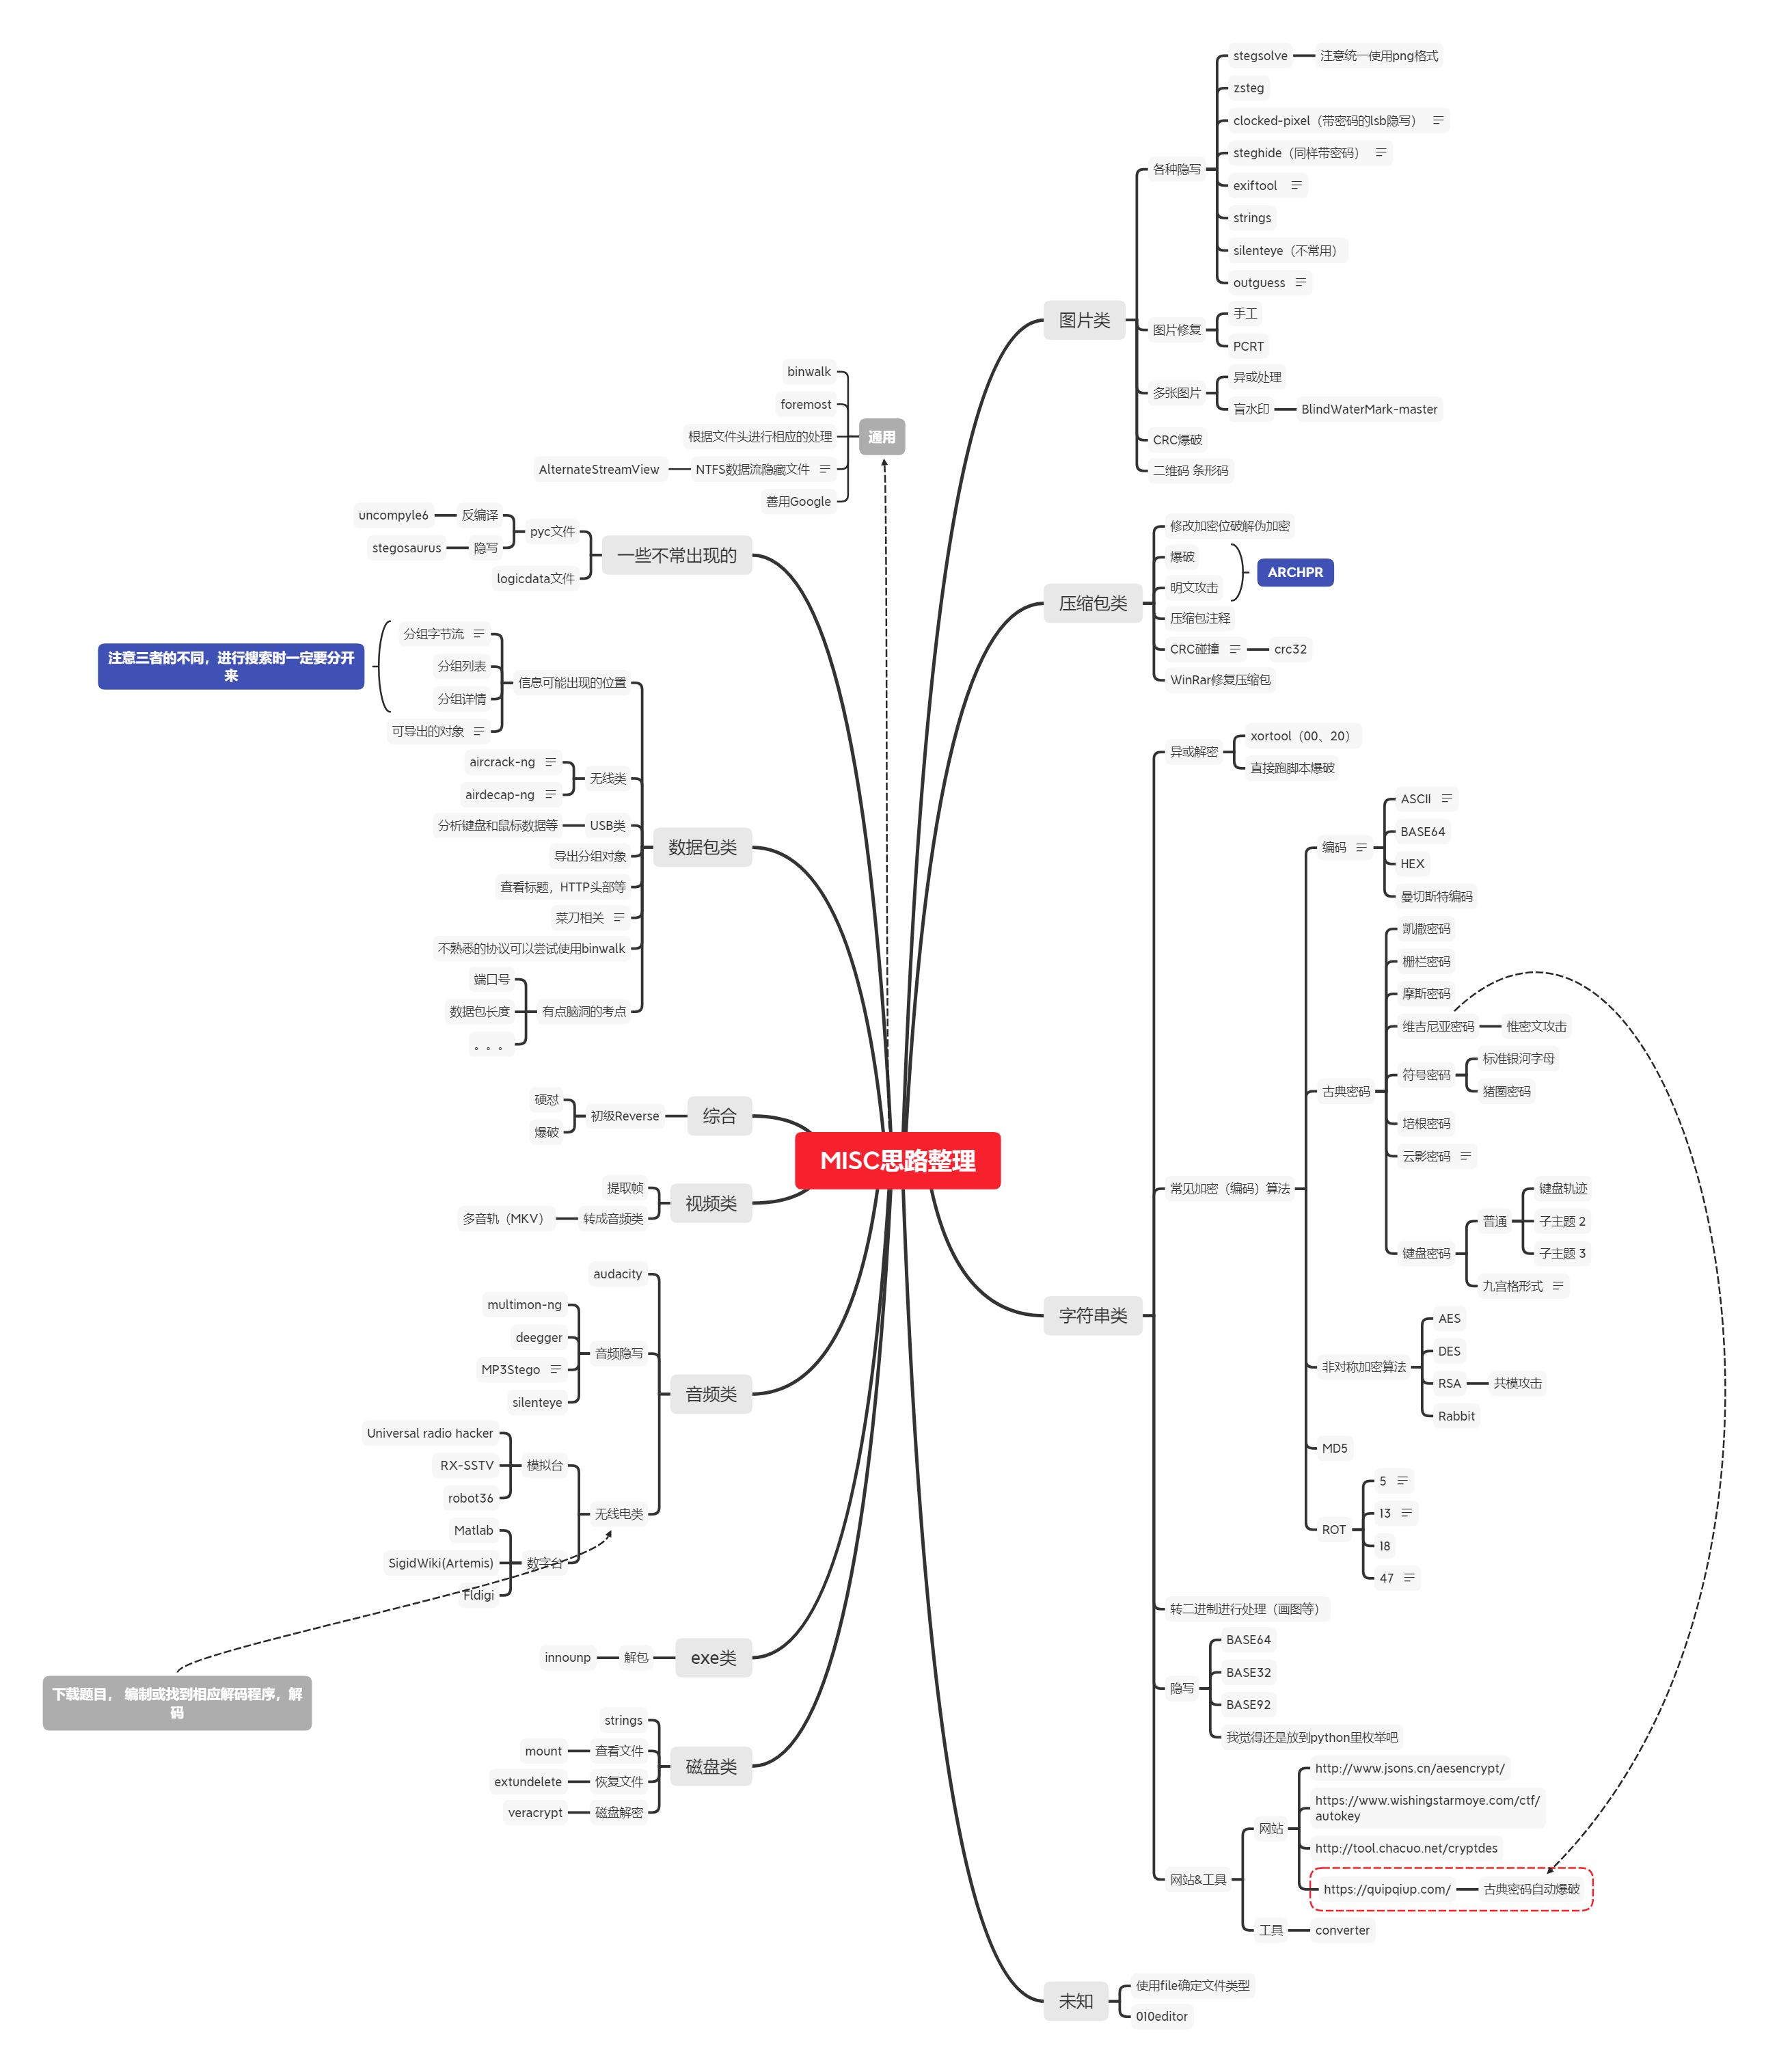 MISC思路整理
图片类
各种隐写
stegsolve
注意统一使用png格式
zsteg
clocked-pixel（带密码的lsb隐写）
steghide（同样带密码）
exiftool
strings
silenteye（不常用）
outguess
图片修复
手工
PCRT
多张图片
异或处理
盲水印
BlindWaterMark-master
CRC爆破
二维码 条形码
压缩包类
修改加密位破解伪加密
爆破
明文攻击
ARCHPR
压缩包注释
CRC碰撞
crc32
WinRar修复压缩包
字符串类
异或解密
xortool（00、20）
直接跑脚本爆破
常见加密（编码）算法
编码
ASCII
BASE64
HEX
曼切斯特编码
古典密码
凯撒密码
栅栏密码
摩斯密码
维吉尼亚密码
惟密文攻击
符号密码
标准银河字母
猪圈密码
培根密码
云影密码
键盘密码
普通
键盘轨迹
子主题 2
子主题 3
九宫格形式
非对称加密算法
AES
DES
RSA
共模攻击
Rabbit
MD5
ROT
5
13
18
47
转二进制进行处理（画图等）
隐写
BASE64
BASE32
BASE92
我觉得还是放到python里枚举吧
网站&工具
网站
http://www.jsons.cn/aesencrypt/
https://www.wishingstarmoye.com/ctf/
autokey
http://tool.chacuo.net/cryptdes
https://quipqiup.com/
古典密码自动爆破
工具
converter
未知
使用file确定文件类型
010editor
通用
binwalk
foremost
根据文件头进行相应的处理
NTFS数据流隐藏文件
AlternateStreamView
善用Google
一些不常出现的
pyc文件
反编译
uncompyle6
隐写
stegosaurus
logicdata文件
数据包类
信息可能出现的位置
分组字节流
分组列表
分组详情
可导出的对象
注意三者的不同，进行搜索时一定要分开
来
无线类
aircrack-ng
airdecap-ng
USB类
分析键盘和鼠标数据等
导出分组对象
查看标题，HTTP头部等
菜刀相关
不熟悉的协议可以尝试使用binwalk
有点脑洞的考点
端口号
数据包长度
。。。
综合
初级Reverse
硬怼
爆破
视频类
提取帧
转成音频类
多音轨（MKV）
音频类
audacity
音频隐写
multimon-ng
deegger
MP3Stego
silenteye
无线电类
模拟台
Universal radio hacker
RX-SSTV
robot36
数字台
Matlab
SigidWiki(Artemis)
Fldigi
下载题目， 编制或找到相应解码程序，解
码
exe类
解包
innounp
磁盘类
strings
查看文件
mount
恢复文件
extundelete
磁盘解密
veracrypt